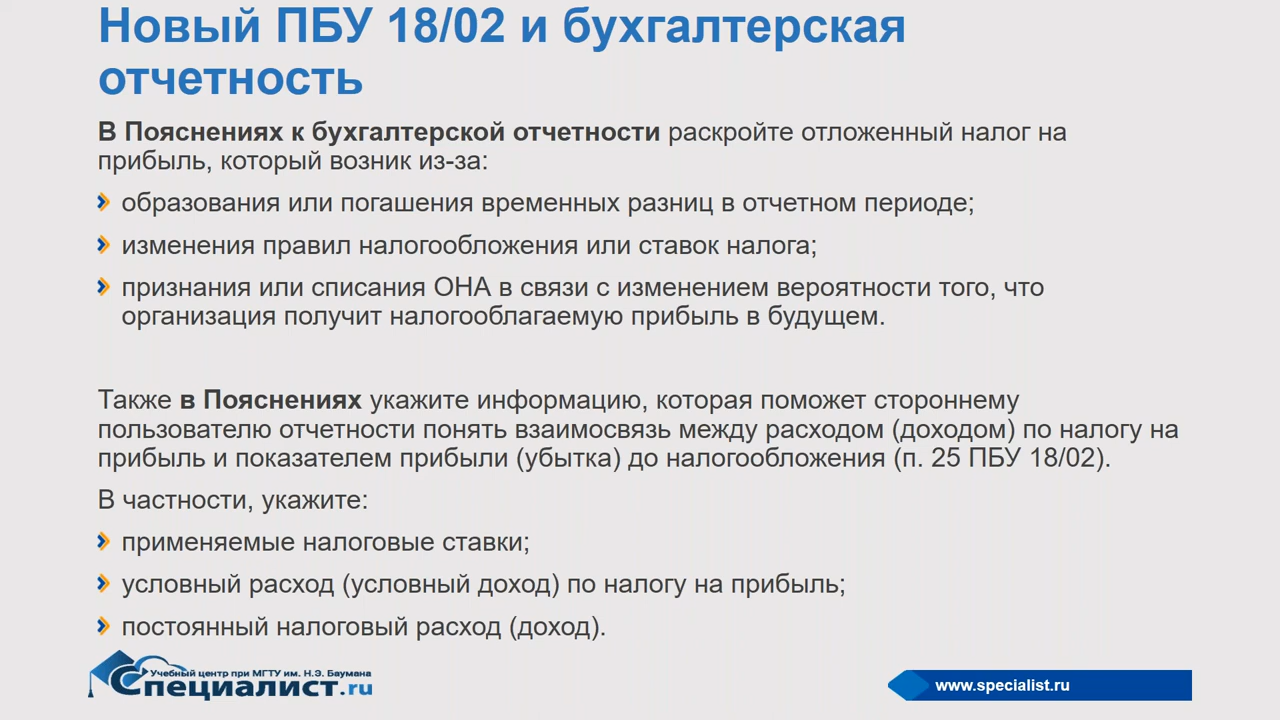 Новый ПБУ 18/02 и бухгалтерская
отчетность
В Пояснениях к бухгалтерской отчетности раскройте отложенный налог на
прибыль, который возник из-за:
образования или погашения временных разниц в отчетном периоде;
изменения правил налогообложения или ставок налога;
признания или списания ОНА в связи с изменением вероятности того, что
организация получит налогооблагаемую прибыль в будущем.
Также в Пояснениях укажите информацию, которая поможет стороннему
пользователю отчетности понять взаимосвязь между расходом (доходом) по налогу на
прибыль и показателем прибыли (убытка) до налогообложения (п. 25 ПБУ 18/02).
В частности, укажите:
применяемые налоговые ставки;
условный расход (условный доход) по налогу на прибыль;
постоянный налоговый расход (доход).
Учебный центр при МГТУ им. Н.Э. Баумана
Специалист.ru
www.specialist.ru